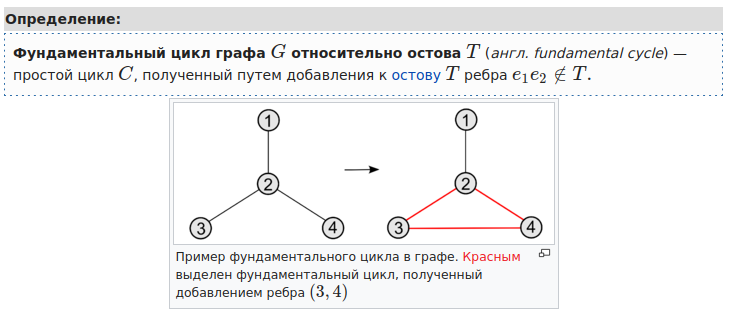 Определение:
Фундаментальный цикл графа G относительно остова T (англ. fundamental cycle) —
простой цикл C, полученный путем добавления к остову T ребра e₁e₂ ∉ T.
1 1
2 2
3 4 3 4
Пример фундаментального цикла в графе. Красным
выделен фундаментальный цикл, полученный
добавлением ребра (3, 4)